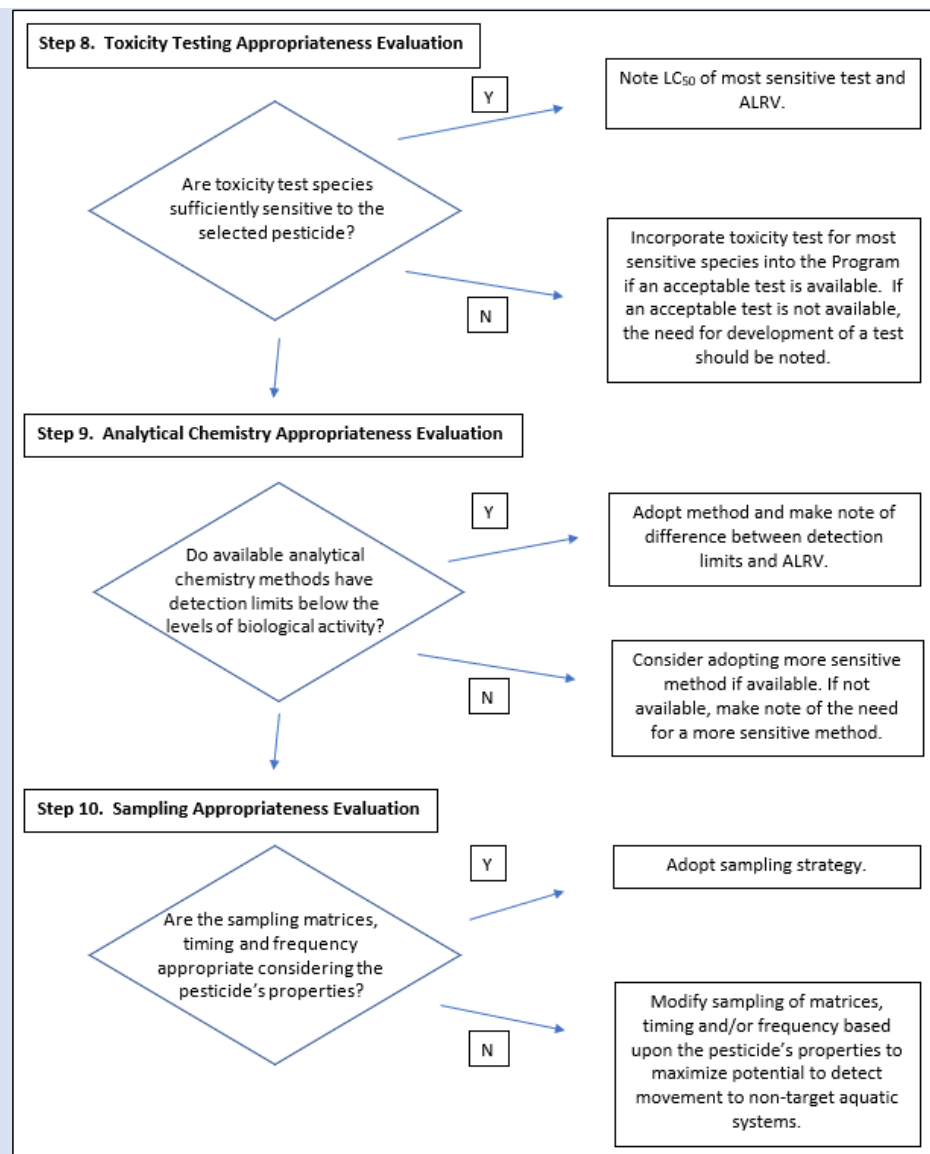 Step 8. Toxicity Testing Appropriateness Evaluation
Y
Note LC₅₀ of most sensitive test and
ALRV.
Are toxicity test species
sufficiently sensitive to the
selected pesticide?
N
Incorporate toxicity test for most
sensitive species into the Program
if an acceptable test is available. If
an acceptable test is not available,
the need for development of a test
should be noted.
Step 9. Analytical Chemistry Appropriateness Evaluation
Y
Adopt method and make note of
difference between detection
limits and ALRV.
Do available analytical
chemistry methods have
detection limits below the
levels of biological activity?
N
Consider adopting more sensitive
method if available. If not
available, make note of the need
for a more sensitive method.
Step 10. Sampling Appropriateness Evaluation
Y
Adopt sampling strategy.
Are the sampling matrices,
timing and frequency
appropriate considering the
pesticide's properties?
N
Modify sampling of matrices,
timing and/or frequency based
upon the pesticide's properties to
maximize potential to detect
movement to non-target aquatic
systems.